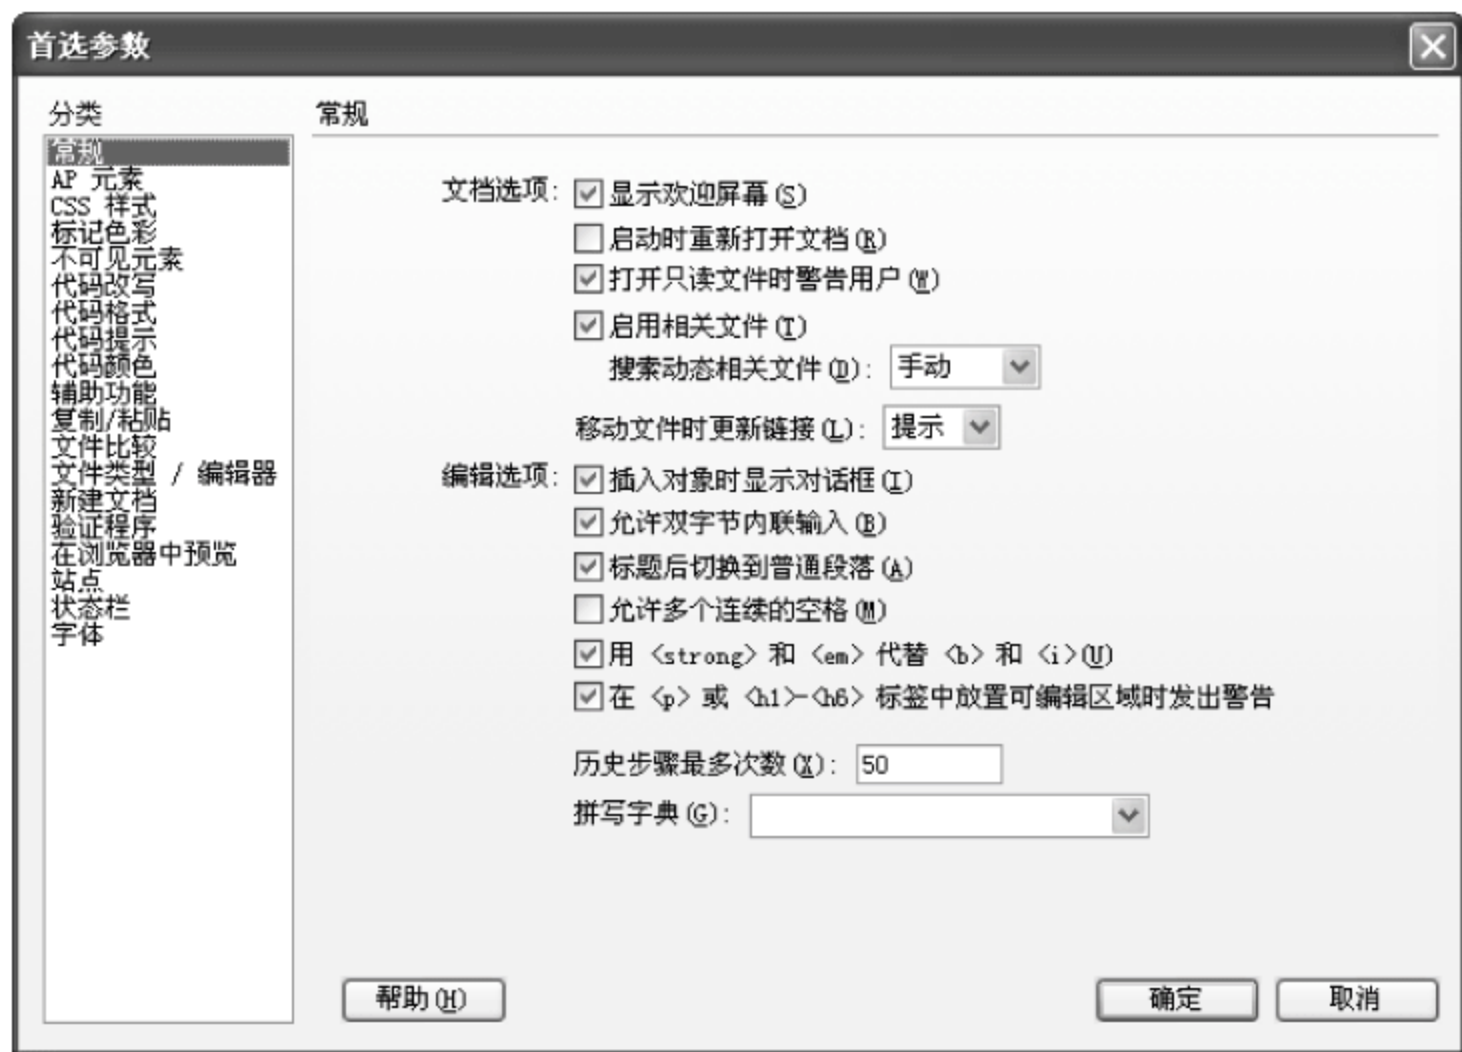 首选参数
分类
常规
AP 元素
CSS 样式
标记色彩
不可见元素
代码改写
代码格式
代码提示
代码颜色
辅助功能
复制/粘贴
文件比较
文件类型 / 编辑器
新建文档
验证程序
在浏览器中预览
站点
状态栏
字体
常规
文档选项: 显示欢迎屏幕(S)
启动时重新打开文档(R)
打开只读文件时警告用户(W)
启用相关文件(T)
搜索动态相关文件(D): 手动
移动文件时更新链接(L): 提示
编辑选项: 插入对象时显示对话框(I)
允许双字节内联输入(B)
标题后切换到普通段落(A)
允许多个连续的空格(M)
用 <strong> 和 <em> 代替 <b> 和 <i>(U)
在 <p> 或 <h1>-<h6> 标签中放置可编辑区域时发出警告
历史步骤最多次数(X): 50
拼写字典(G):
帮助(H) 确定 取消